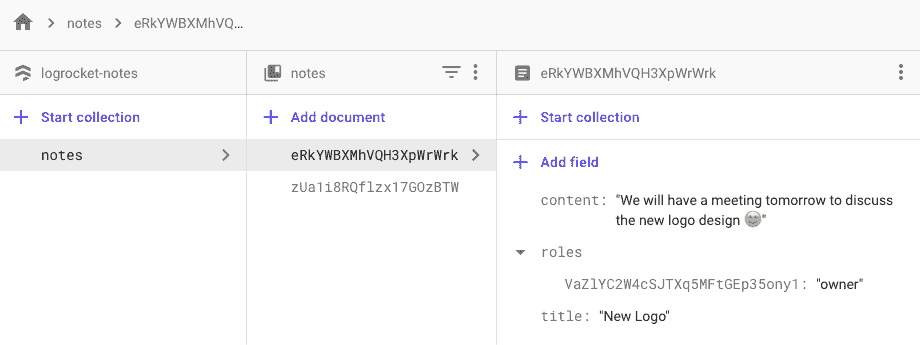 notes eRkYWBXMhVQ…
logrocket-notes
Start collection
notes
notes
Add document
eRkYWBXMhVQH3XpWrWrk
zUa1i8RQflzx17GOzBTW
eRkYWBXMhVQH3XpWrWrk
Start collection
Add field
content: "We will have a meeting tomorrow to discuss
the new logo design 😊"
roles
VaZlYC2W4cSJTXq5MFtGEp35ony1: "owner"
title: "New Logo"